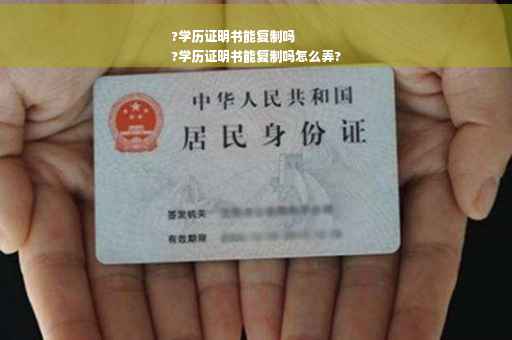 ?学历证明书能复制吗
?学历证明书能复制吗怎么弄?
中华人民共和国
居民身份证
签发机关
有效期限